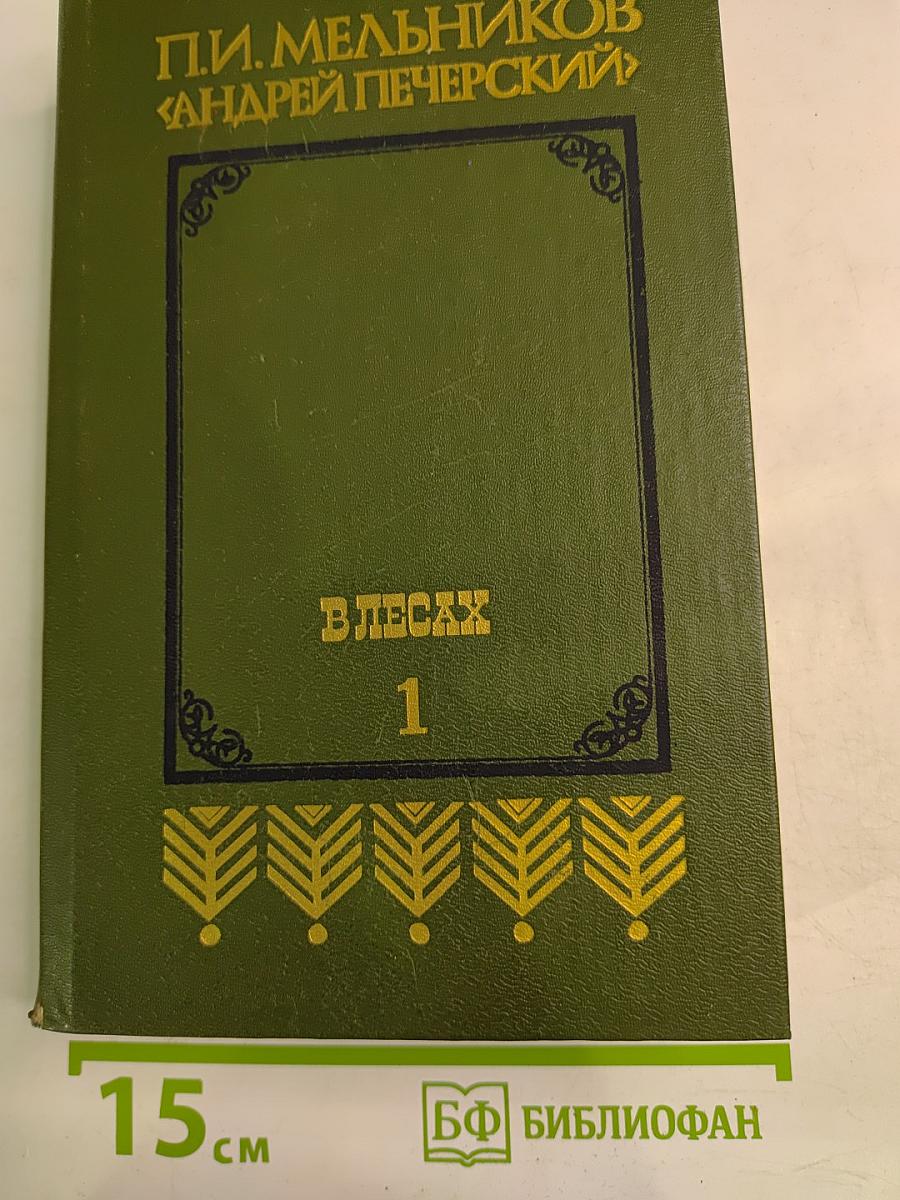 П.И. МЕЛЬНИКОВ
‹АНДРЕЙ ПЕЧЕРСКИЙ›
В ЛЕСАХ
1
15 см
БФ БИБЛИОФАН